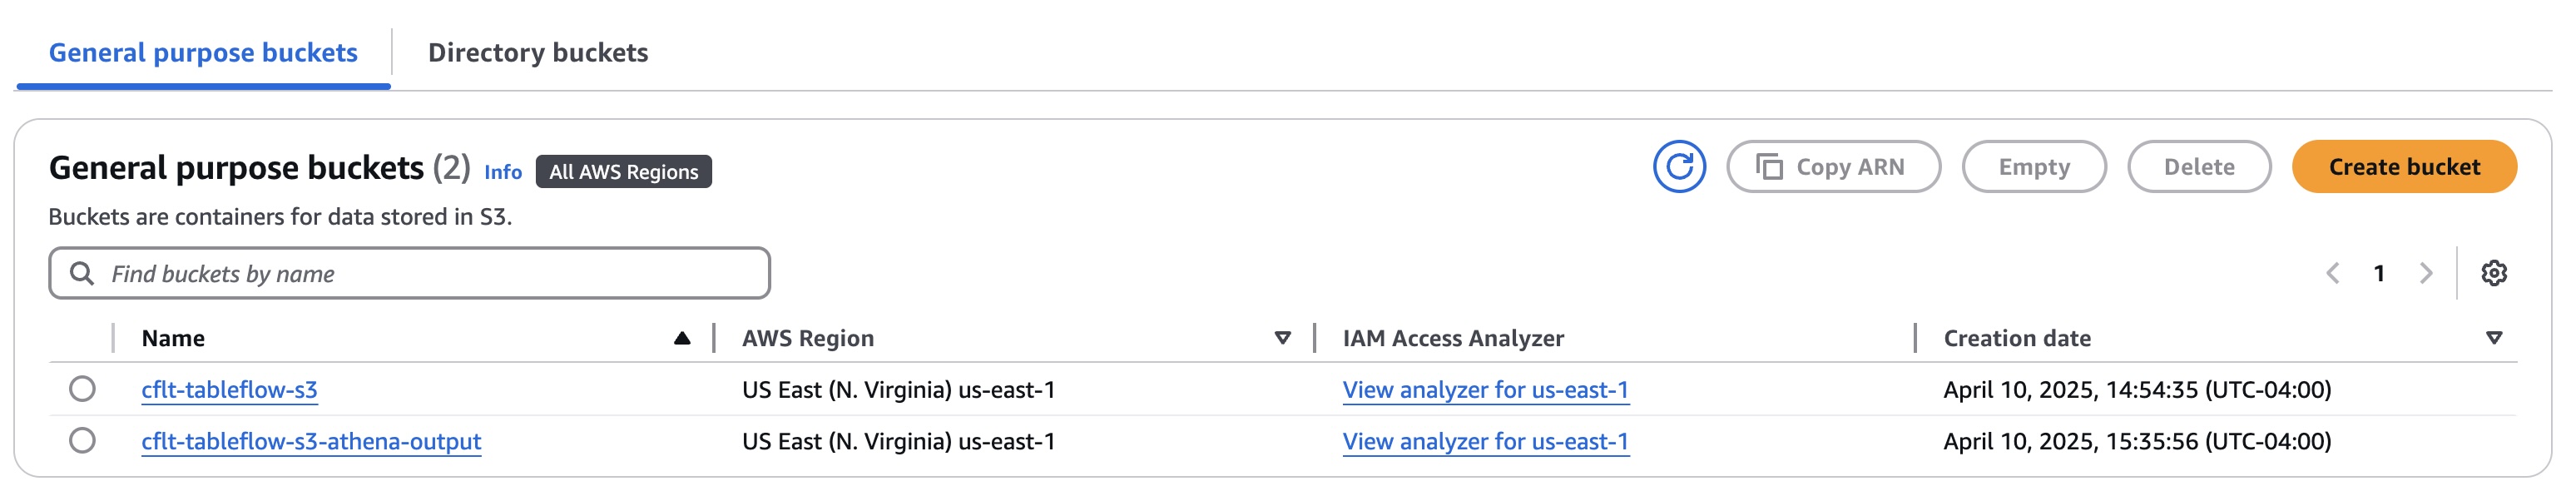 General purpose buckets Directory buckets
General purpose buckets (2) Info All AWS Regions Copy ARN Empty Delete Create bucket
Buckets are containers for data stored in S3.
Find buckets by name 1
Name AWS Region IAM Access Analyzer Creation date
cflt-tableflow-s3 US East (N. Virginia) us-east-1 View analyzer for us-east-1 April 10, 2025, 14:54:35 (UTC-04:00)
cflt-tableflow-s3-athena-output US East (N. Virginia) us-east-1 View analyzer for us-east-1 April 10, 2025, 15:35:56 (UTC-04:00)